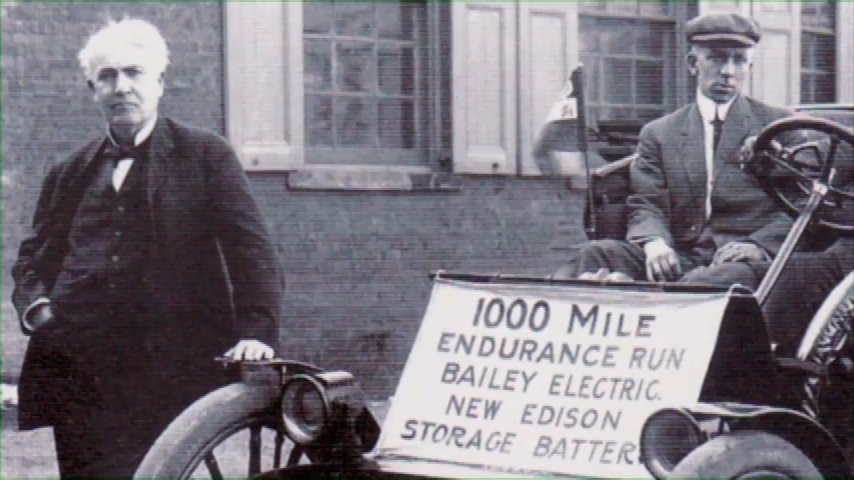 1000 MILE
ENDURANCE RUN
BAILEY ELECTRIC.
NEW EDISON
STORAGE BATTER